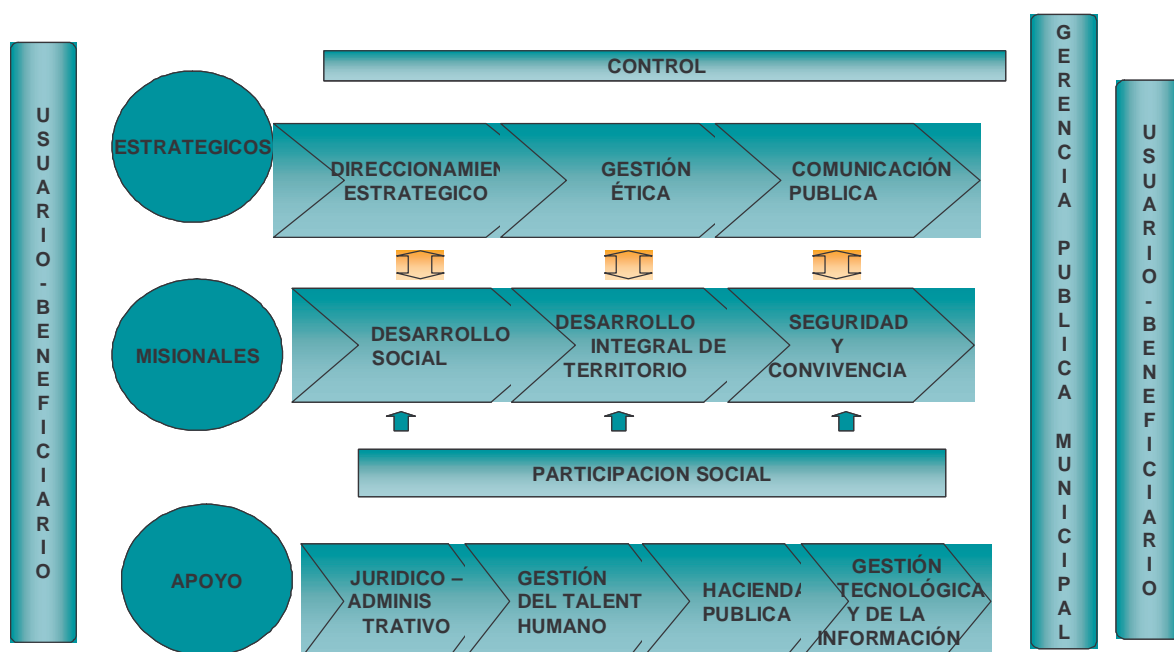 USUARIO-BENEFICIARIO
CONTROL
ESTRATEGICOS
DIRECCIONAMIEN
ESTRATEGICO
GESTIÓN
ÉTICA
COMUNICACIÓN
PUBLICA
MISIONALES
DESARROLLO
SOCIAL
DESARROLLO
INTEGRAL DE
TERRITORIO
SEGURIDAD
Y
CONVIVENCIA
PARTICIPACION SOCIAL
APOYO
JURIDICO –
ADMINIS
TRATIVO
GESTIÓN
DEL TALENT
HUMANO
HACIENDA
PUBLICA
GESTIÓN
TECNOLÓGICA
Y DE LA
INFORMACIÓN
GERENCIA PUBLICA MUNICIPAL
USUARIO-BENEFICIARIO